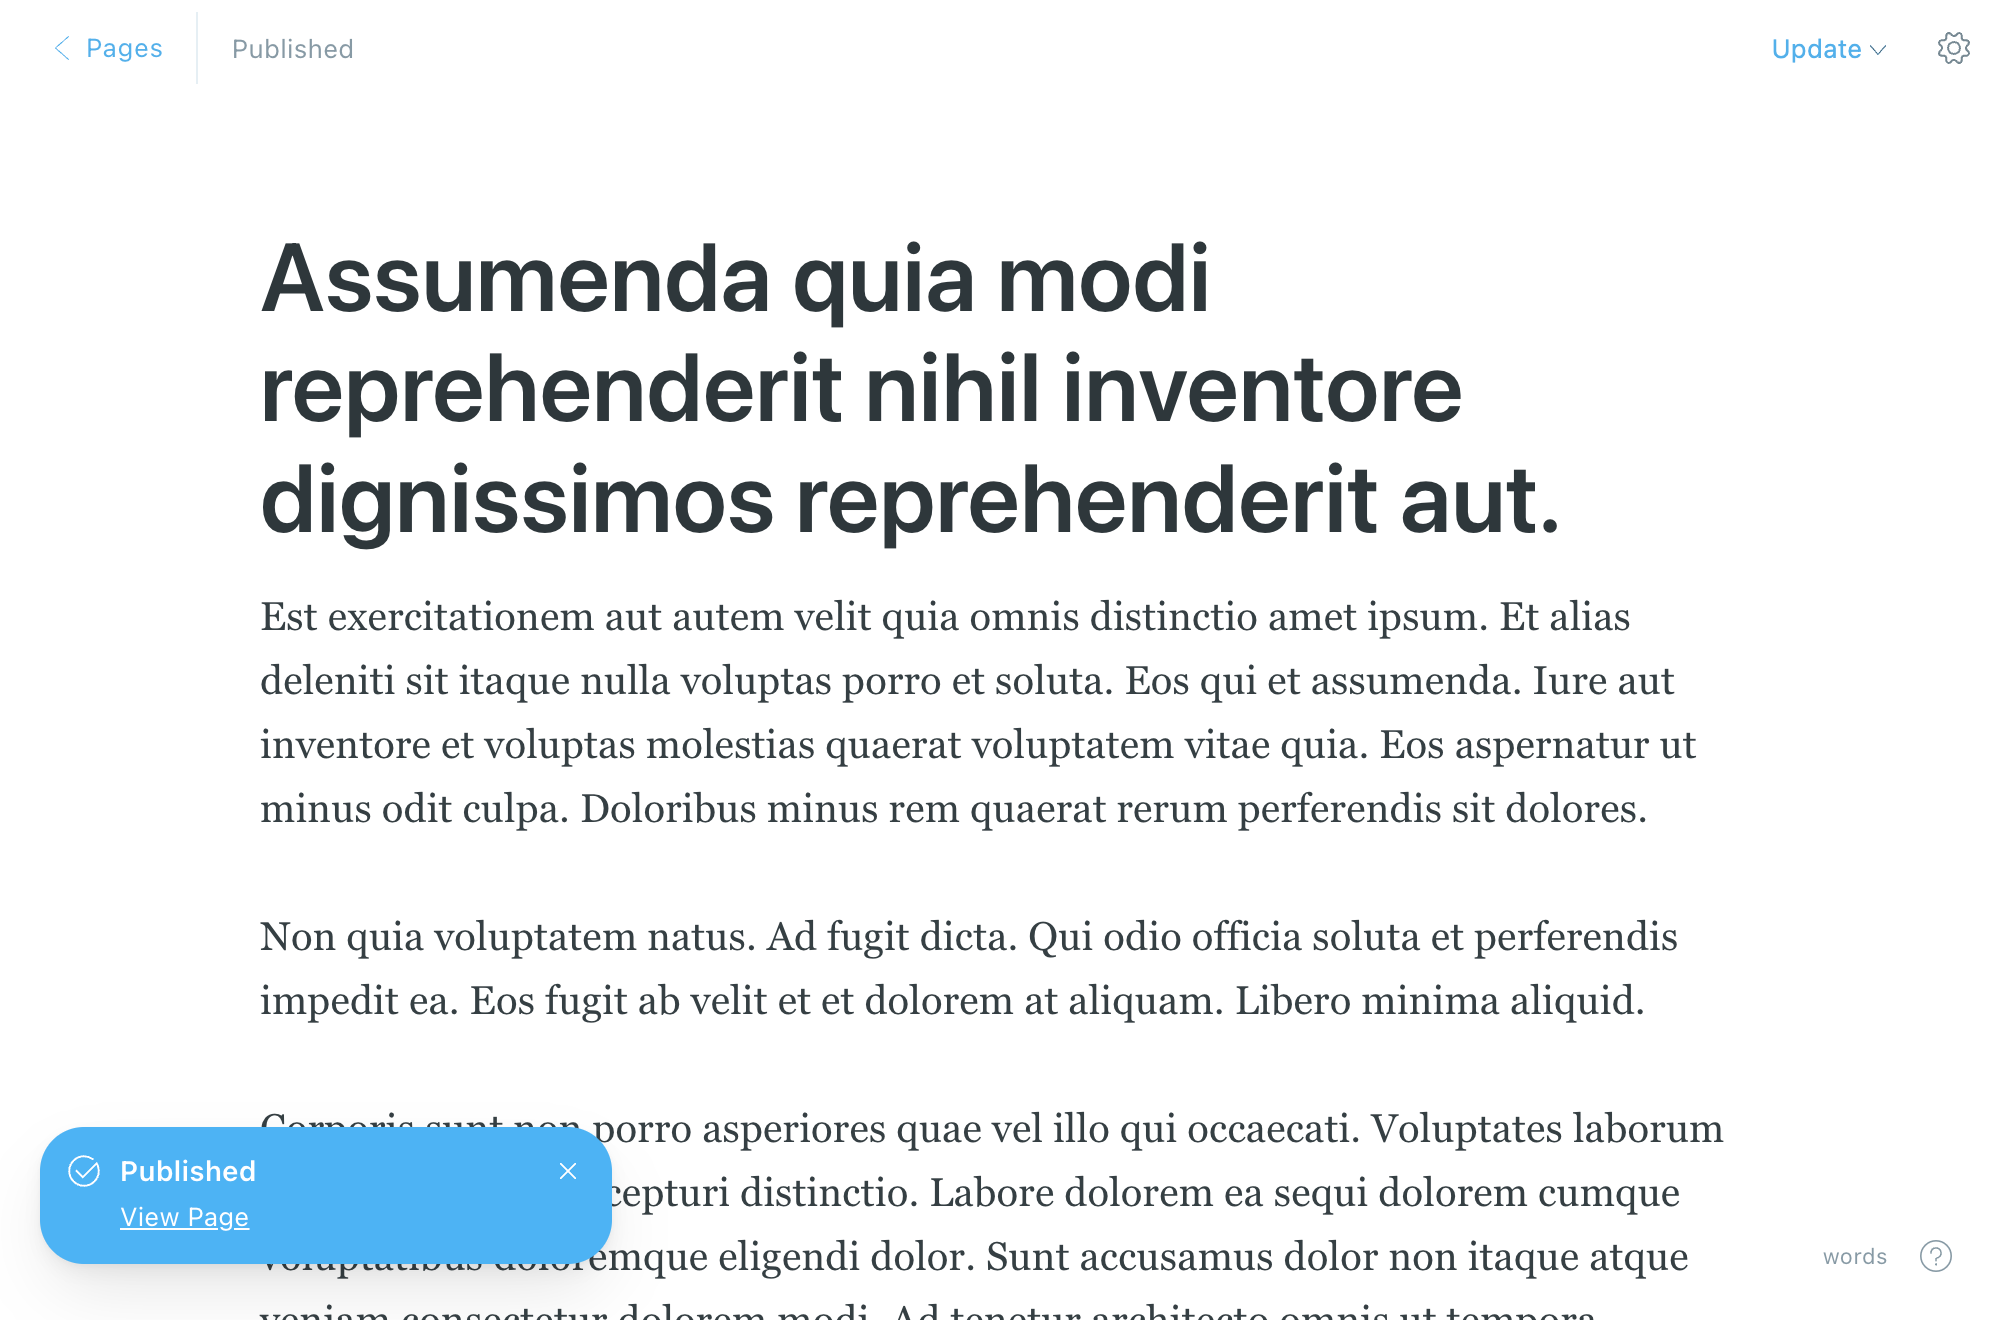 Pages
Published
Update
Assumenda quia modi
reprehenderit nihil inventore
dignissimos reprehenderit aut.
Est exercitationem aut autem velit quia omnis distinctio amet ipsum. Et alias
deleniti sit itaque nulla voluptas porro et soluta. Eos qui et assumenda. Iure aut
inventore et voluptas molestias quaerat voluptatem vitae quia. Eos aspernatur ut
minus odit culpa. Doloribus minus rem quaerat rerum perferendis sit dolores.
Non quia voluptatem natus. Ad fugit dicta. Qui odio officia soluta et perferendis
impedit ea. Eos fugit ab velit et et dolorem at aliquam. Libero minima aliquid.
Corporis sunt non porro asperiores quae vel illo qui occaecati. Voluptates laborum
cepturi distinctio. Labore dolorem ea sequi dolorem cumque
voluptatibus doloremque eligendi dolor. Sunt accusamus dolor non itaque atque
veniam consectetur dolorem modi. Ad tenetur architecto omnis ut tempora
Published
View Page
words